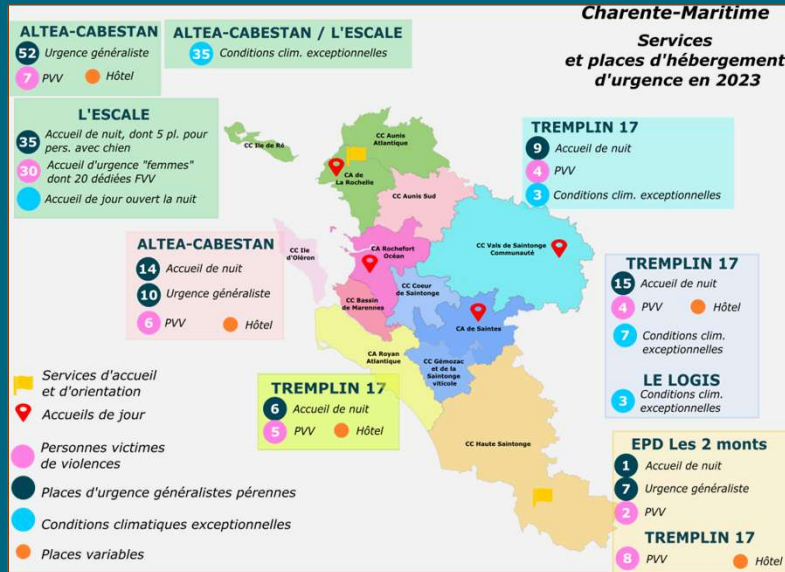 Charente-Maritime
Services
et places d'hébergement
d'urgence en 2023
ALTEA-CABESTAN
52 Urgence généraliste
7 PVV Hôtel
ALTEA-CABESTAN / L'ESCALE
35 Conditions clim. exceptionnelles
L'ESCALE
35 Accueil de nuit, dont 5 pl. pour
pers. avec chien
30 Accueil d'urgence "femmes"
dont 20 dédiées FVV
Accueil de jour ouvert la nuit
TREMPLIN 17
9 Accueil de nuit
4 PVV
3 Conditions clim. exceptionnelles
ALTEA-CABESTAN
14 Accueil de nuit
10 Urgence généraliste
6 PVV Hôtel
TREMPLIN 17
15 Accueil de nuit
4 PVV Hôtel
7 Conditions clim.
exceptionnelles
LE LOGIS
3 Conditions clim.
exceptionnelles
TREMPLIN 17
6 Accueil de nuit
5 PVV Hôtel
EPD Les 2 monts
1 Accueil de nuit
7 Urgence généraliste
2 PVV
TREMPLIN 17
8 PVV Hôtel
CC Ile de Ré
CC Aunis
Atlantique
CA de
La Rochelle
CC Aunis Sud
CC Ile
d'Oléron
CA Rochefort
Océan
CC Vals de Saintonge
Communauté
CC Bassin
de Marennes
CC Coeur
de Saintonge
CA de Saintes
CA Royan
Atlantique
CC Gémozac
et de la
Saintonge
viticole
CC Haute Saintonge
Services d'accueil
et d'orientation
Accueils de jour
Personnes victimes
de violences
Places d'urgence généralistes pérennes
Conditions climatiques exceptionnelles
Places variables